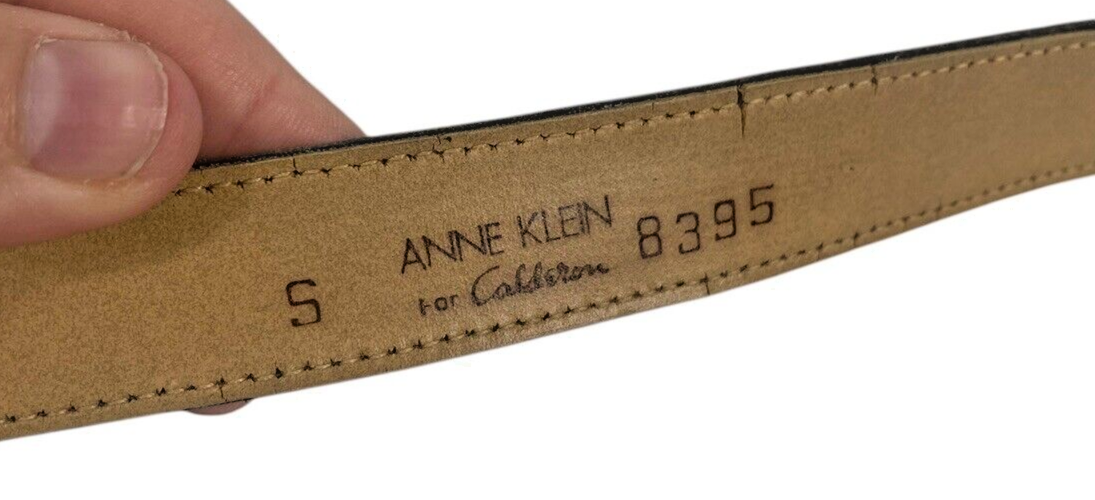 S
ANNE KLEIN
for Calderon
8395